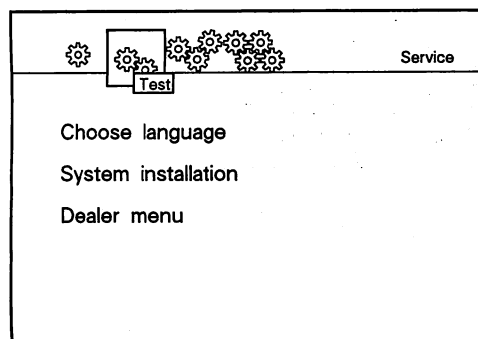 Service
Test
Choose language
System installation
Dealer menu